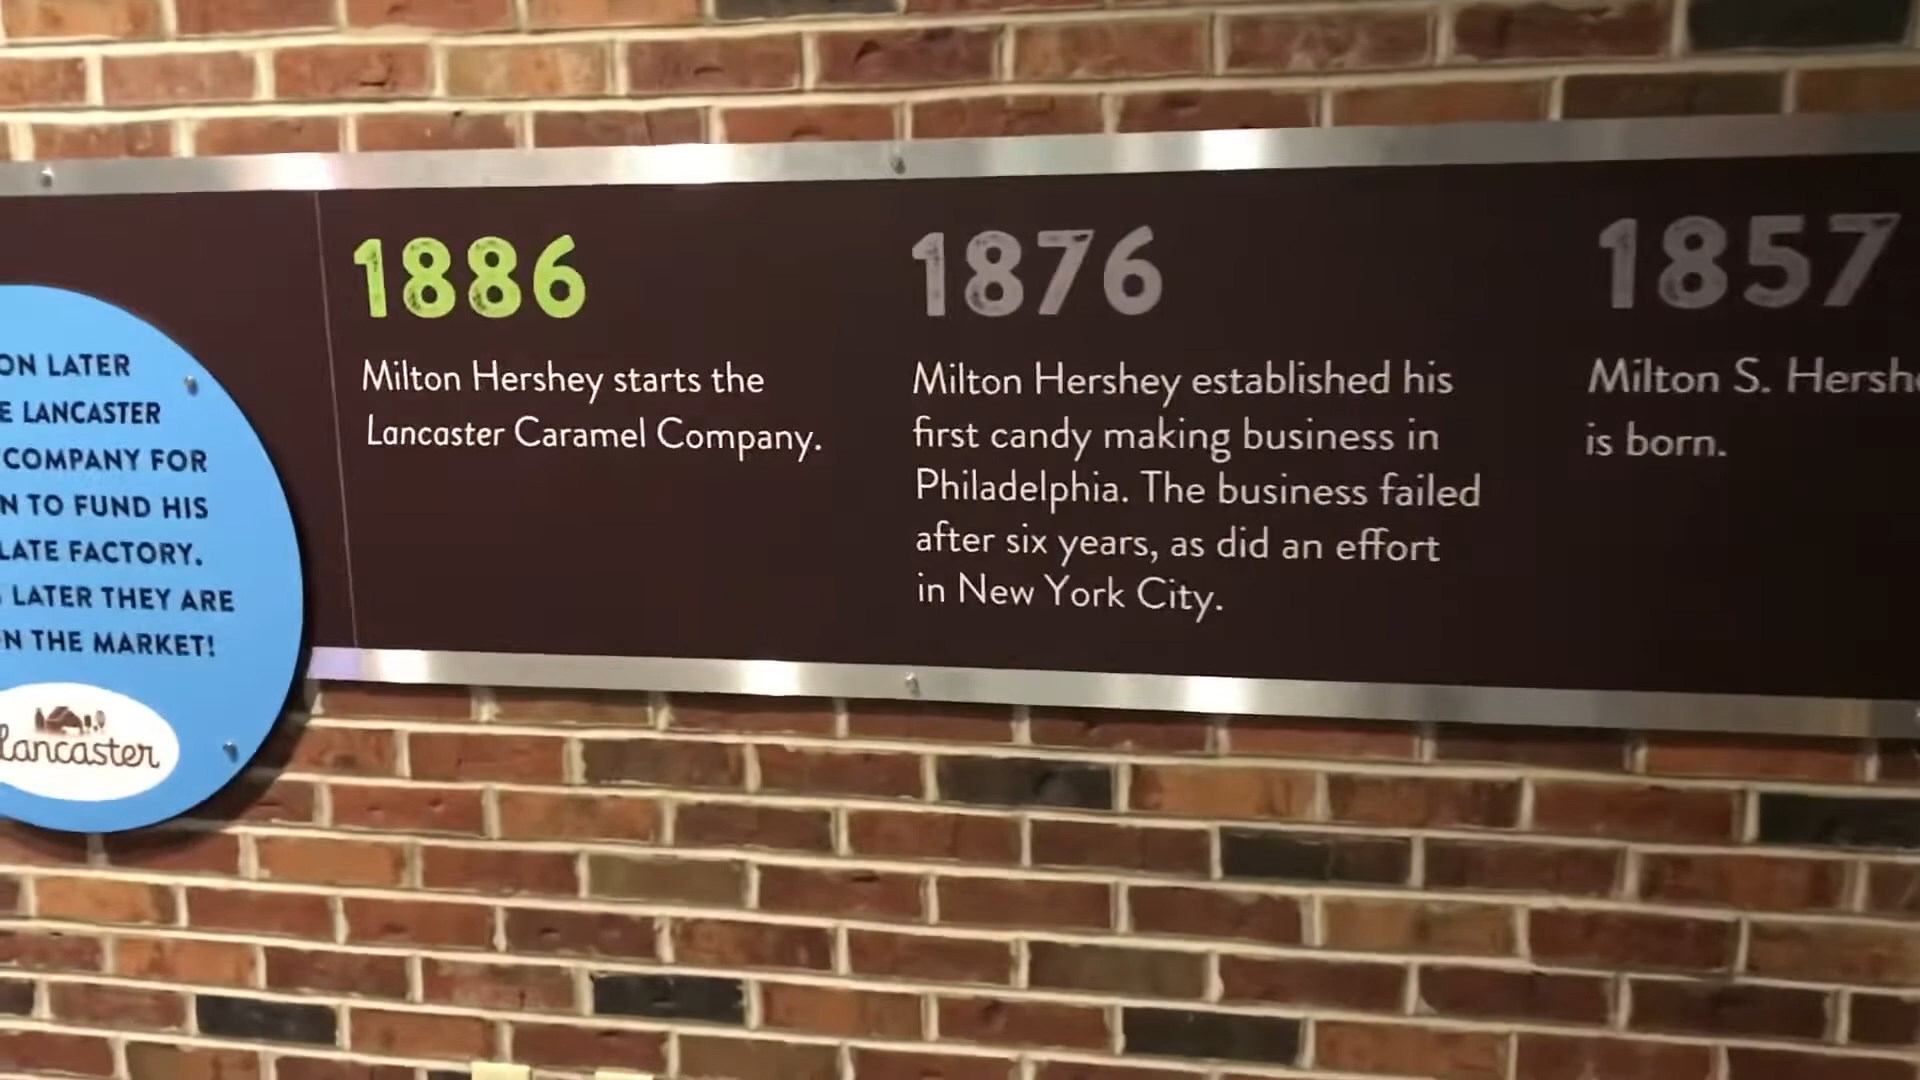 ON LATER
LANCASTER
COMPANY FOR
TO FUND HIS
FACTORY.
LATER THEY ARE
THE MARKET!
Lancaster
1886
Milton Hershey starts the
Lancaster Caramel Company.
1876
Milton Hershey established his
first candy making business in
Philadelphia. The business failed
after six years, as did an effort
in New York City.
1857
Milton S. Hersh
is born.